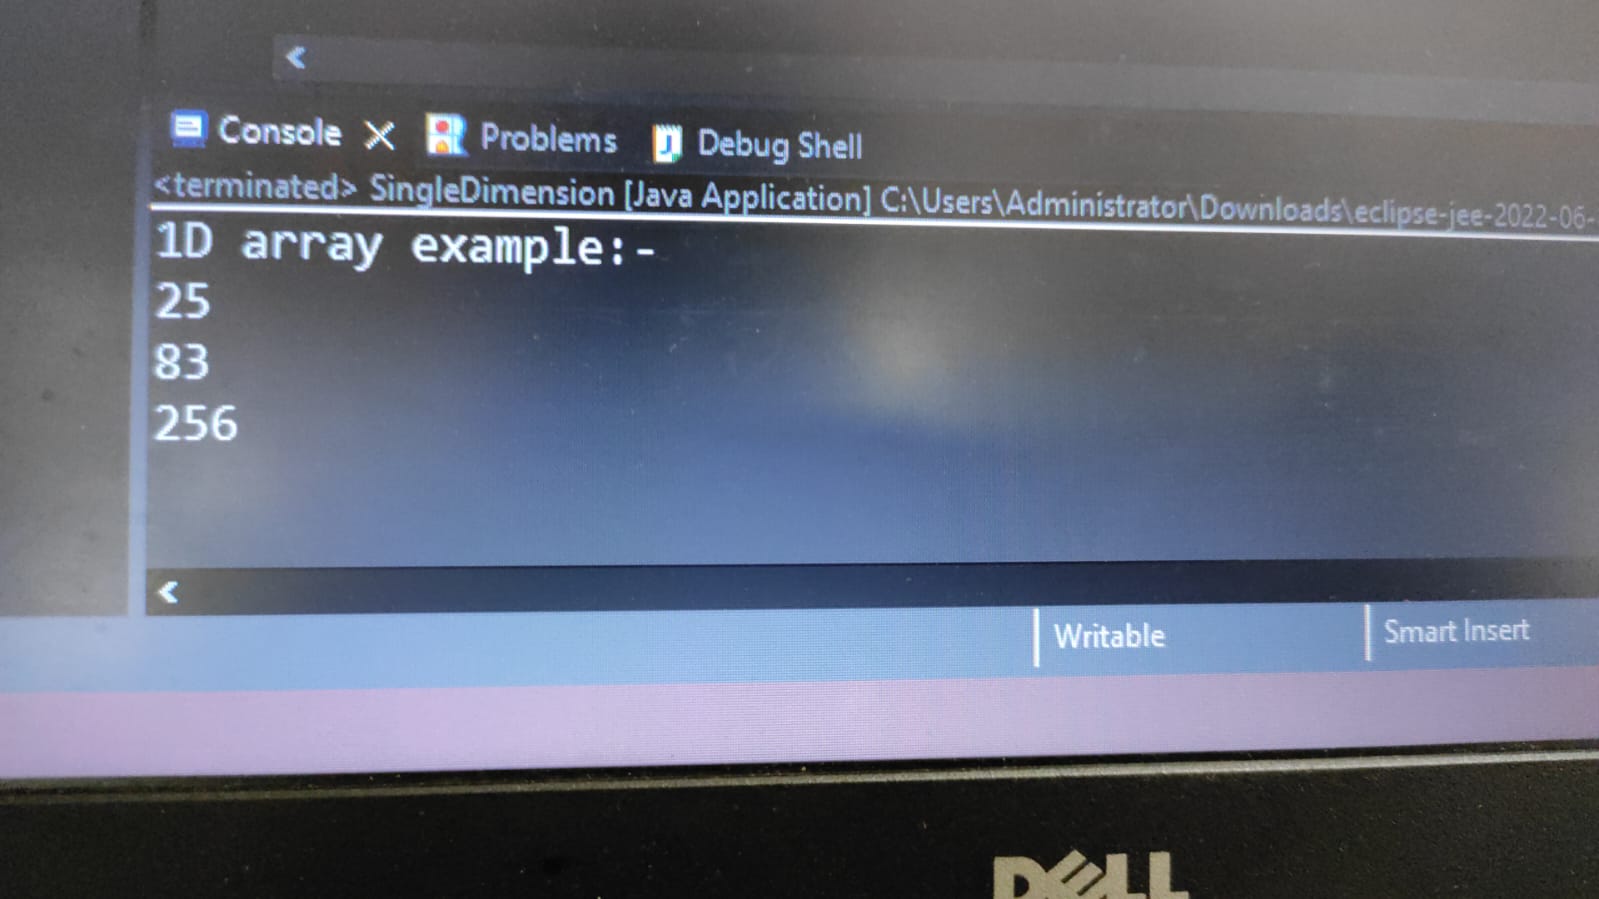 Console Problems Debug Shell
<terminated> SingleDimension [Java Application] C:\Users\Administrator\Downloads\eclipse-jee-2022-06-
1D array example:-
25
83
256
Writable Smart Insert
DELL